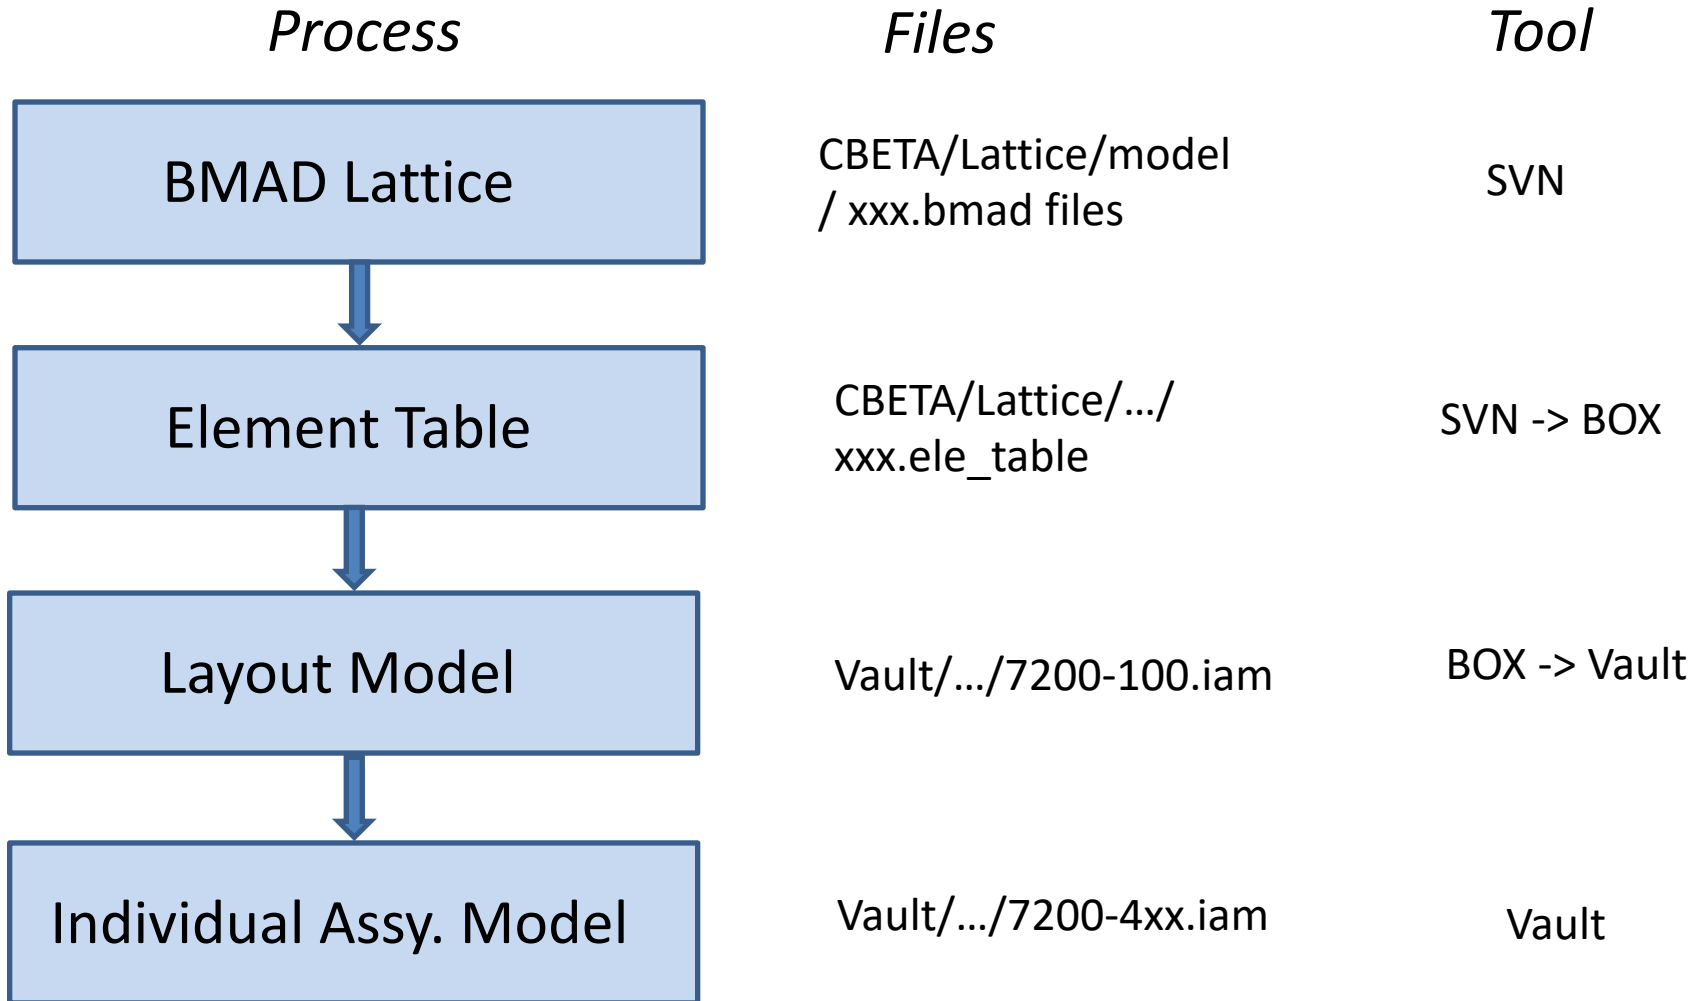 Process Files Tool
BMAD Lattice
CBETA/Lattice/model
/ xxx.bmad files
SVN
Element Table
CBETA/Lattice/.../
xxx.ele_table
SVN -> BOX
Layout Model
Vault/.../7200-100.iam
BOX -> Vault
Individual Assy. Model
Vault/.../7200-4xx.iam
Vault